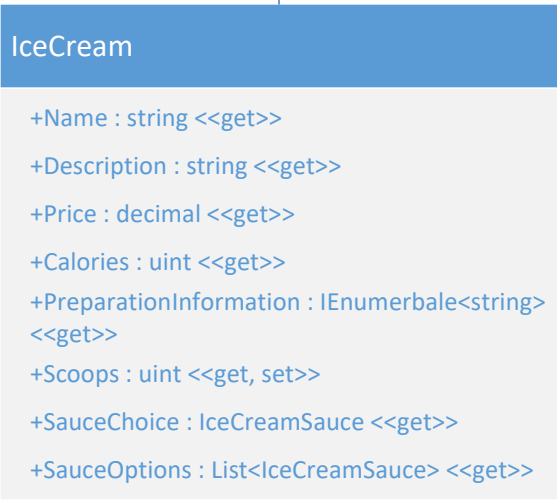 IceCream
+Name : string <<get>>
+Description : string <<get>>
+Price : decimal <<get>>
+Calories : uint <<get>>
+PreparationInformation : IEnumerbale<string>
<<get>>
+Scoops : uint <<get, set>>
+SauceChoice : IceCreamSauce <<get>>
+SauceOptions : List<IceCreamSauce> <<get>>